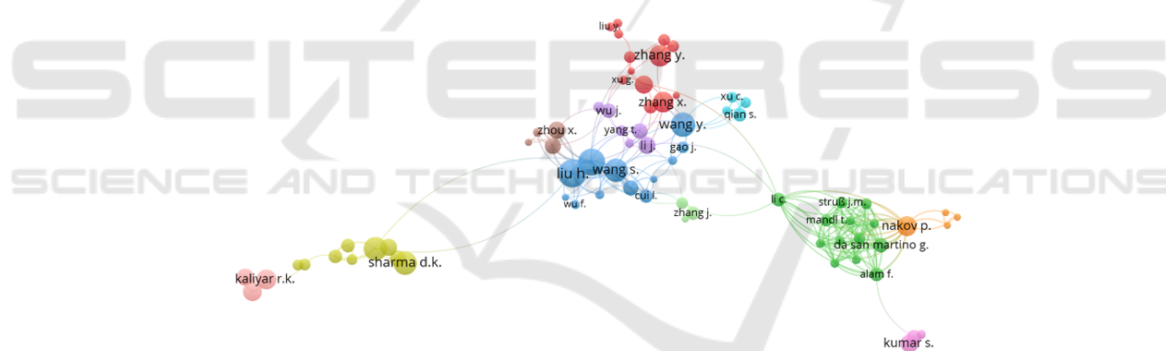 SCITEPRESS
SCIENCE AND TECHNOLOGY PUBLICATIONS
liu y.
zhang y.
xu g.
zhang x.
xu c.
wu j.
qian s.
zhou x.
yang t.
wang y.
li j.
gao j.
liu h.
wang s.
wu f.
cui l.
zhang j.
li c.
struß j.m.
mandl t.
nakov p.
da san martino g.
alam f.
sharma d.k.
kaliyar r.k.
kumar s.